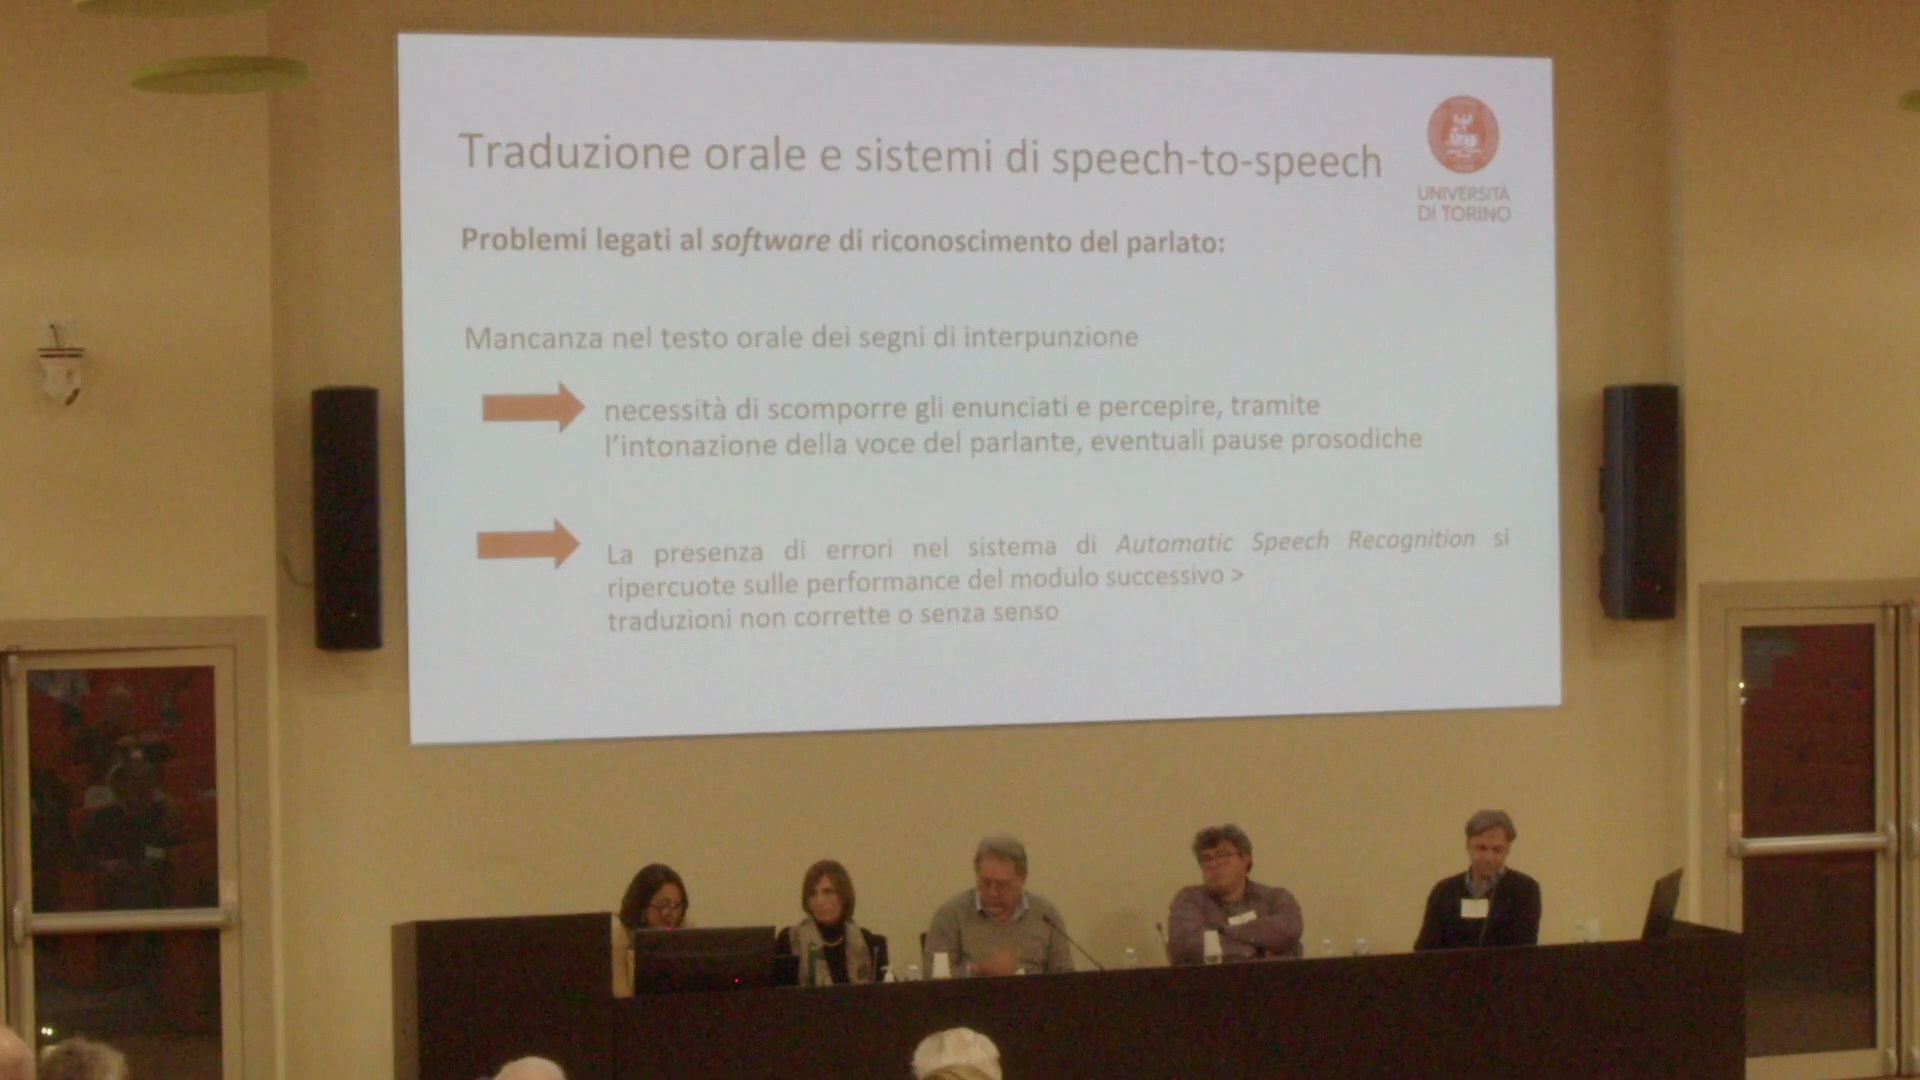 Traduzione orale e sistemi di speech-to-speech
UNIVERSITÀ
DI TORINO
Problemi legati al software di riconoscimento del parlato:
Mancanza nel testo orale dei segni di interpunzione
necessità di scomporre gli enunciati e percepire, tramite
l'intonazione della voce del parlante, eventuali pause prosodiche
La presenza di errori nel sistema di Automatic Speech Recognition si
ripercuote sulle performance del modulo successivo >
traduzioni non corrette o senza senso